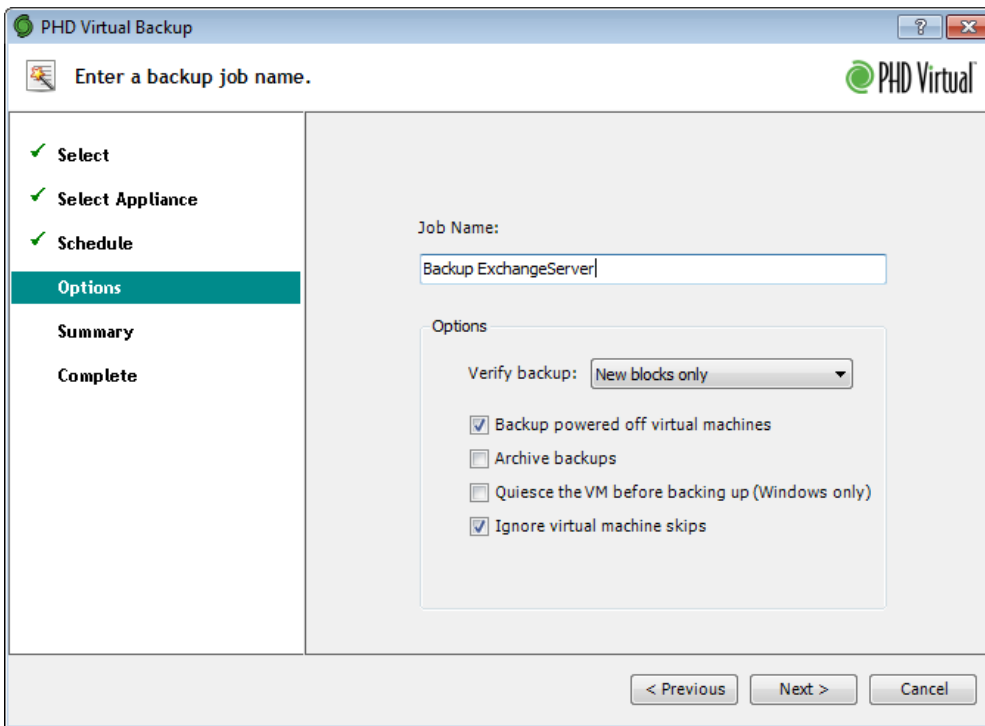 PHD Virtual Backup
?
Enter a backup job name.
PHD Virtual
Select
Select Appliance
Schedule
Options
Summary
Complete
Job Name:
Backup ExchangeServer
Options
Verify backup: New blocks only
Backup powered off virtual machines
Archive backups
Quiesce the VM before backing up (Windows only)
Ignore virtual machine skips
< Previous
Next >
Cancel